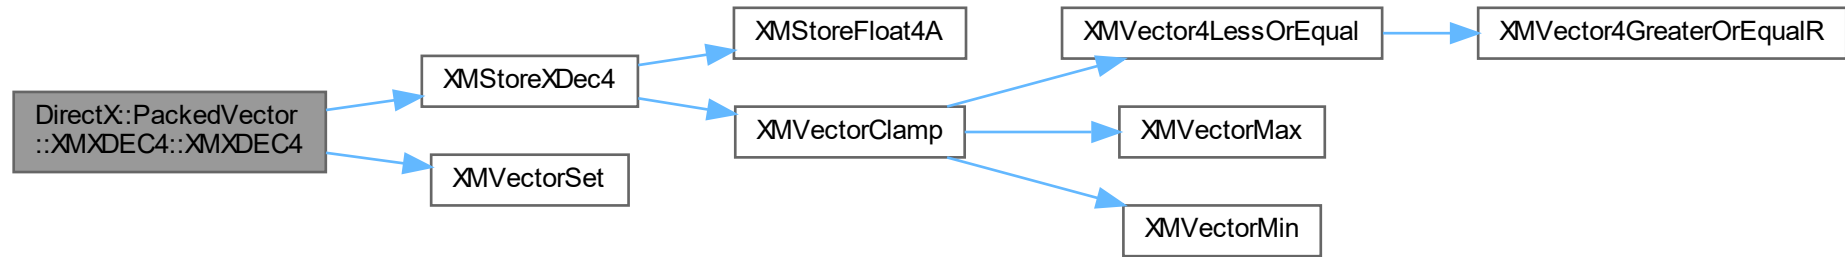 DirectX::PackedVector
::XMXDEC4::XMXDEC4
XMStoreXDec4
XMVectorSet
XMStoreFloat4A
XMVectorClamp
XMVector4LessOrEqual
XMVectorMax
XMVectorMin
XMVector4GreaterOrEqualR